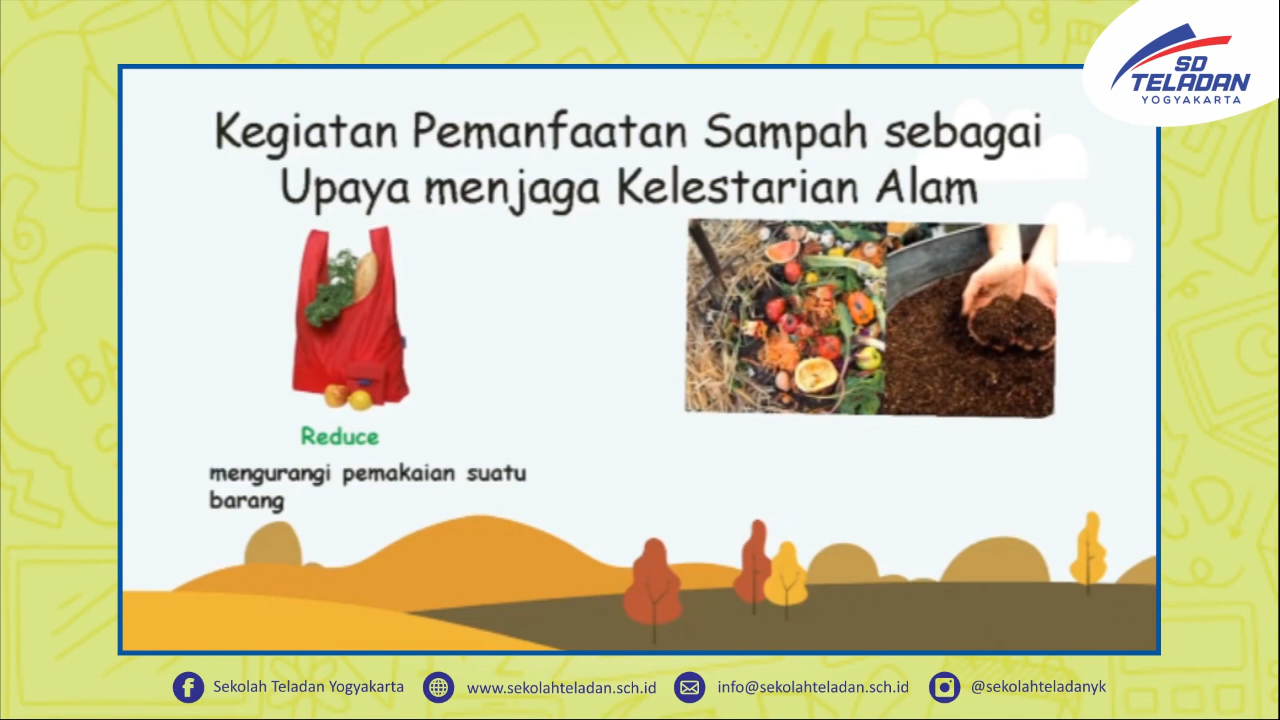 SD
TELADAN
YOGYAKARTA
Kegiatan Pemanfaatan Sampah sebagai
Upaya menjaga Kelestarian Alam
Reduce
mengurangi pemakaian suatu
barang
Sekolah Teladan Yogyakarta
www.sekolahteladan.sch.id
info@sekolahteladan.sch.id
@sekolahteladanyk